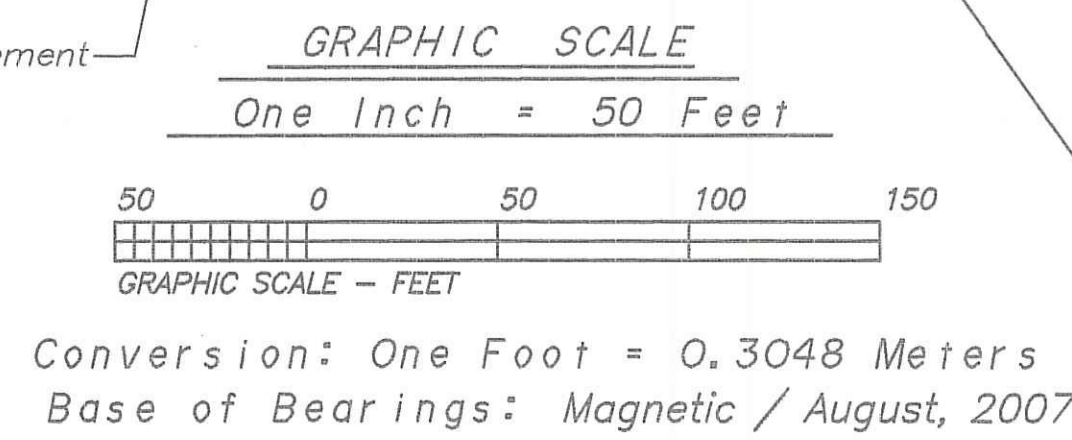 ement
GRAPHIC SCALE
One Inch = 50 Feet
50 0 50 100 150
GRAPHIC SCALE – FEET
Conversion: One Foot = 0.3048 Meters
Base of Bearings: Magnetic / August, 2007